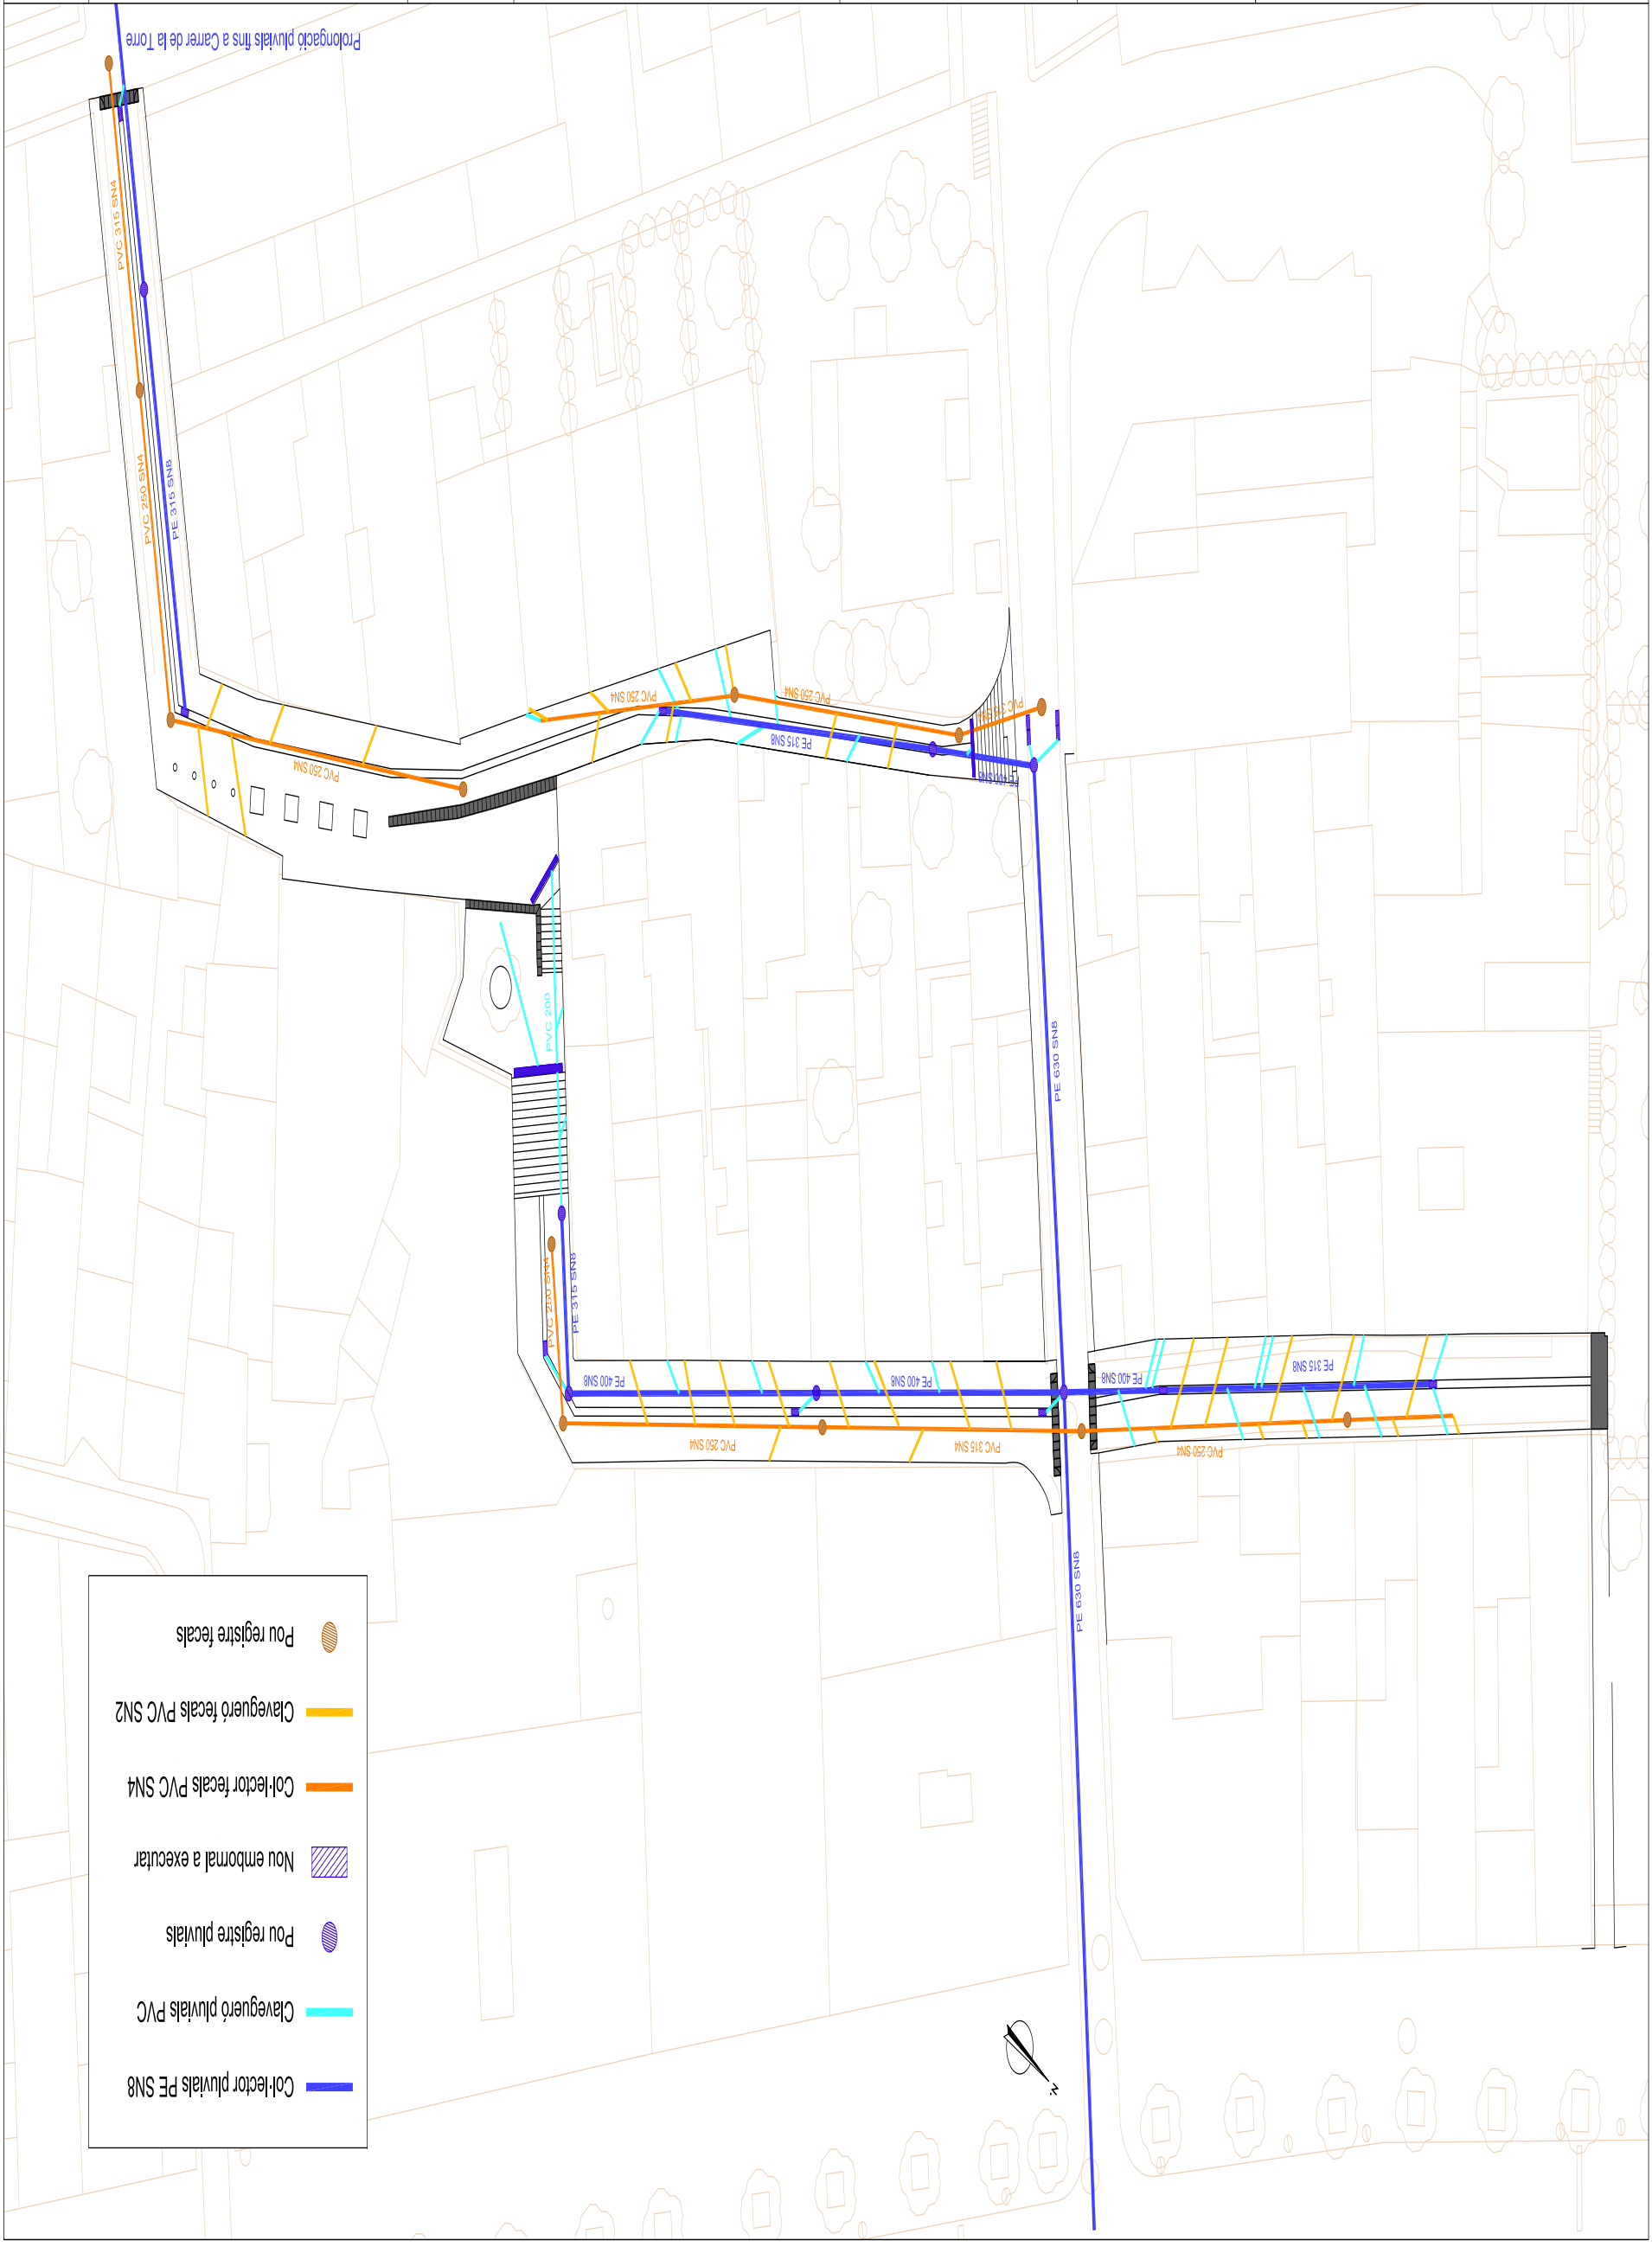 Col·lector pluvials PE SN8
Clavegueró pluvials PVC
Pou registre pluvials
Nou embornal a executar
Col·lector fecals PVC SN4
Clavegueró fecals PVC SN2
Pou registre fecals
N
PE 630 SN8
PVC 250 SN4
PVC 315 SN4
PVC 250 SN4
PE 400 SN8
PE 315 SN8
PE 400 SN8
PE 400 SN8
PE 315 SN8
PVC 250 SN4
PE 630 SN8
PVC 200
PE 400 SN8
PE 315 SN8
PVC 315 SN4
PVC 250 SN4
PVC 250 SN4
PVC 250 SN4
PE 315 SN8
PVC 250 SN4
PVC 315 SN4
Prolongació pluvials fins a Carrer de la Torre